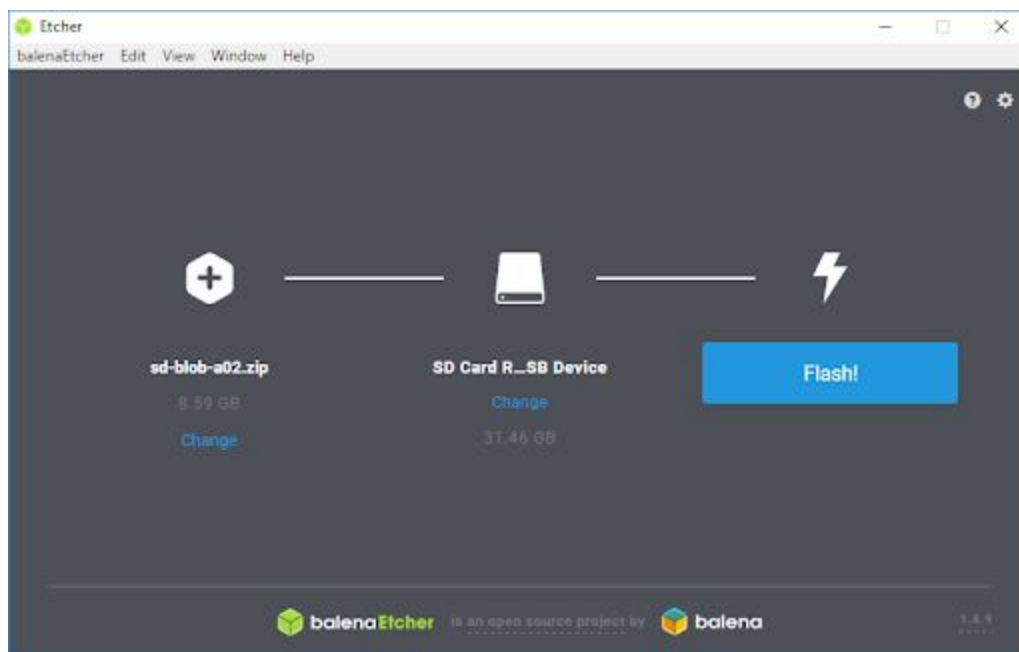 Etcher
balenaEtcher Edit View Window Help
sd-blob-a02.zip
8.59 GB
Change
SD Card R...SB Device
Change
31.46 GB
Flash!
balenaEtcher is an open source project by balena
1.4.9